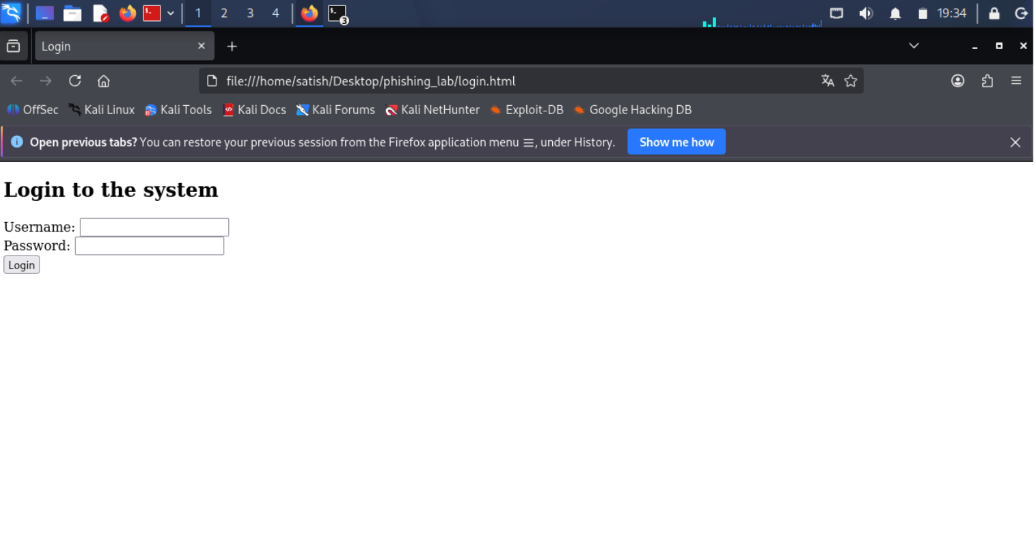 1 2 3 4 3 19:34
Login
file:///home/satish/Desktop/phishing_lab/login.html
OffSec Kali Linux Kali Tools Kali Docs Kali Forums Kali NetHunter Exploit-DB Google Hacking DB
Open previous tabs? You can restore your previous session from the Firefox application menu ≡, under History. Show me how
Login to the system
Username:
Password:
Login